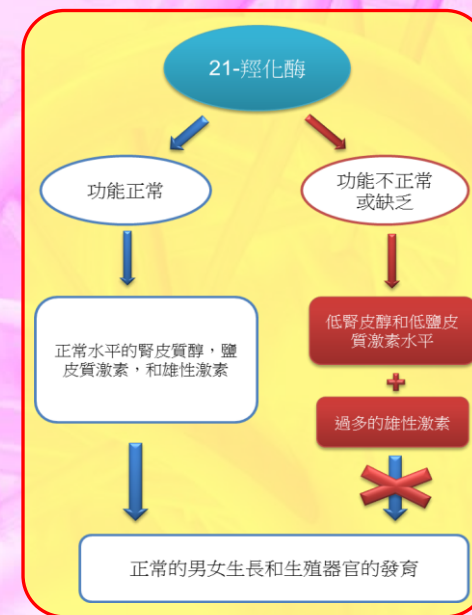 21-羥化酶
功能正常
功能不正常
或缺乏
正常水平的腎皮質醇，鹽
皮質激素，和雄性激素
低腎皮醇和低鹽皮
質激素水平
過多的雄性激素
正常的男女生長和生殖器官的發育